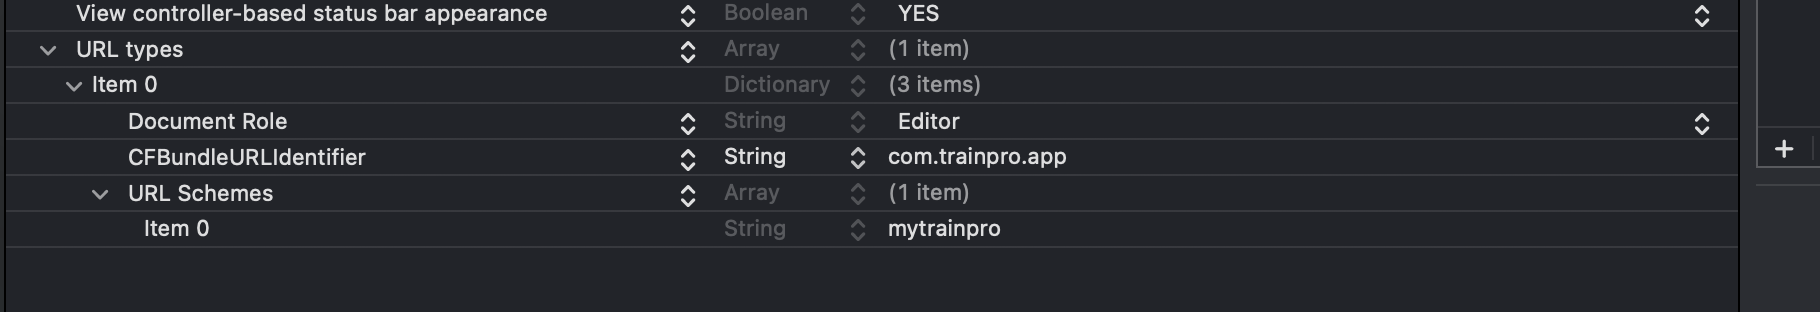 View controller-based status bar appearance Boolean YES
URL types Array (1 item)
Item 0 Dictionary (3 items)
Document Role String Editor
CFBundleURLIdentifier String com.trainpro.app
URL Schemes Array (1 item)
Item 0 String mytrainpro